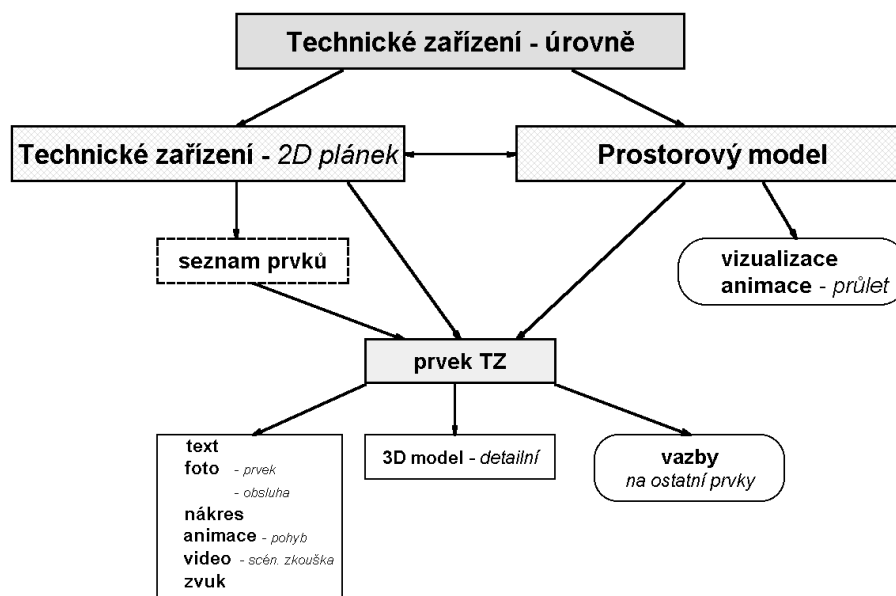 Technické zařízení - úrovně
Technické zařízení - 2D plánek
Prostorový model
seznam prvků
vizualizace
animace - průlet
prvek TZ
text
foto - prvek
- obsluha
nákres
animace - pohyb
video - scén. zkouška
zvuk
3D model - detailní
vazby
na ostatní prvky